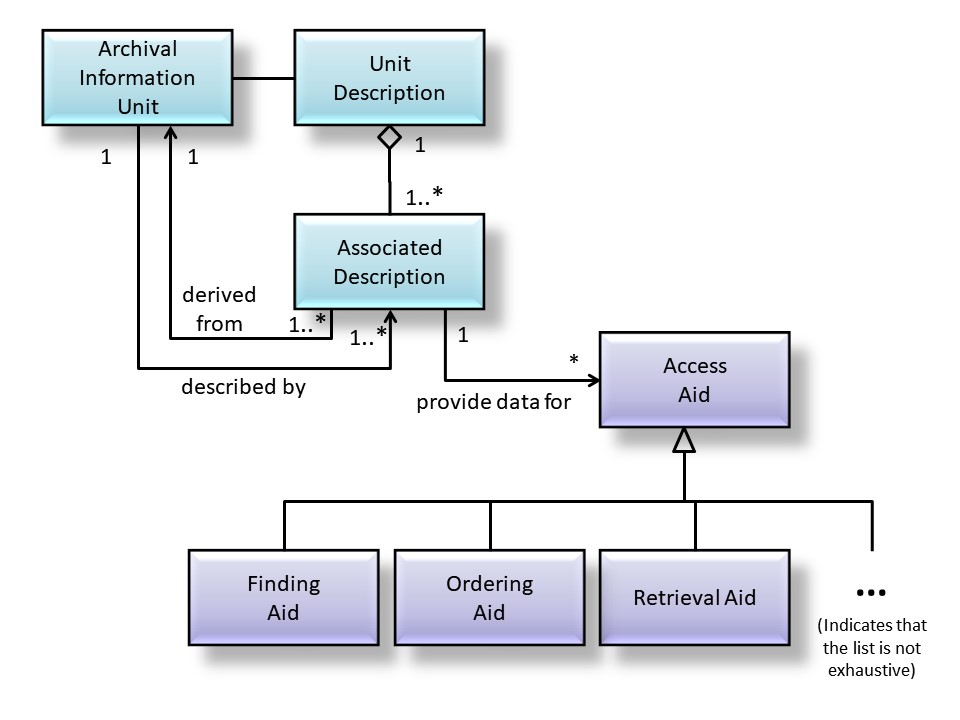 Archival
Information
Unit
Unit
Description
1
1
1
1..*
Associated
Description
derived
from
1..*
1..*
1
described by
*
provide data for
Access
Aid
Finding
Aid
Ordering
Aid
Retrieval Aid
...
(Indicates that
the list is not
exhaustive)